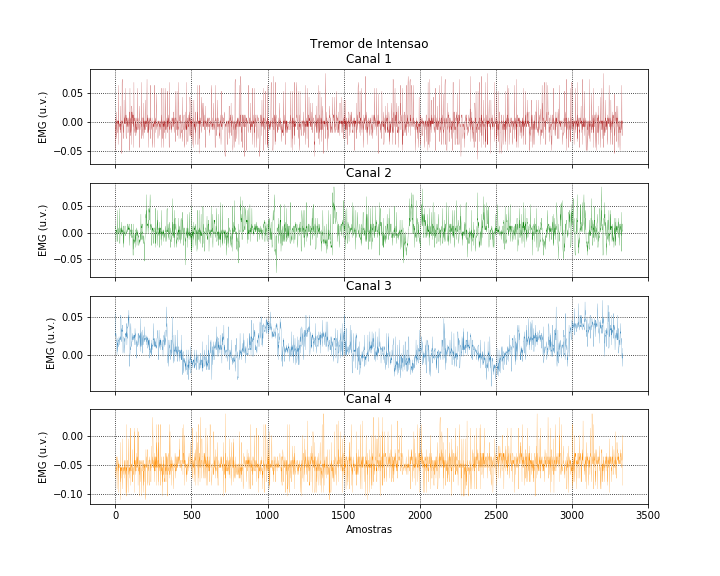 Tremor de Intensao
Canal 1
EMG (u.v.)
0.05
0.00
−0.05
Canal 2
EMG (u.v.)
0.05
0.00
−0.05
Canal 3
EMG (u.v.)
0.05
0.00
Canal 4
EMG (u.v.)
0.00
−0.05
−0.10
0 500 1000 1500 2000 2500 3000 3500
Amostras